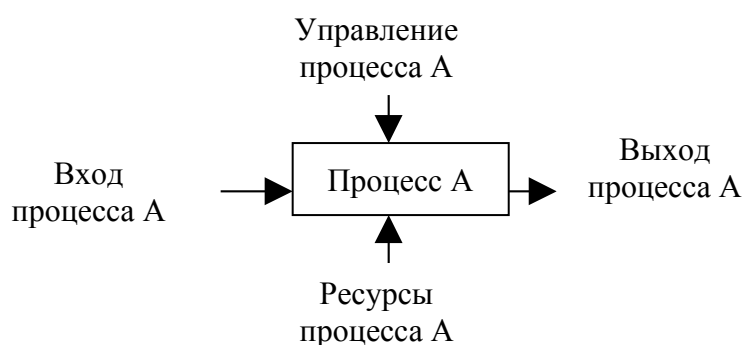 Управление
процесса А
Вход
процесса А
Процесс А
Выход
процесса А
Ресурсы
процесса А